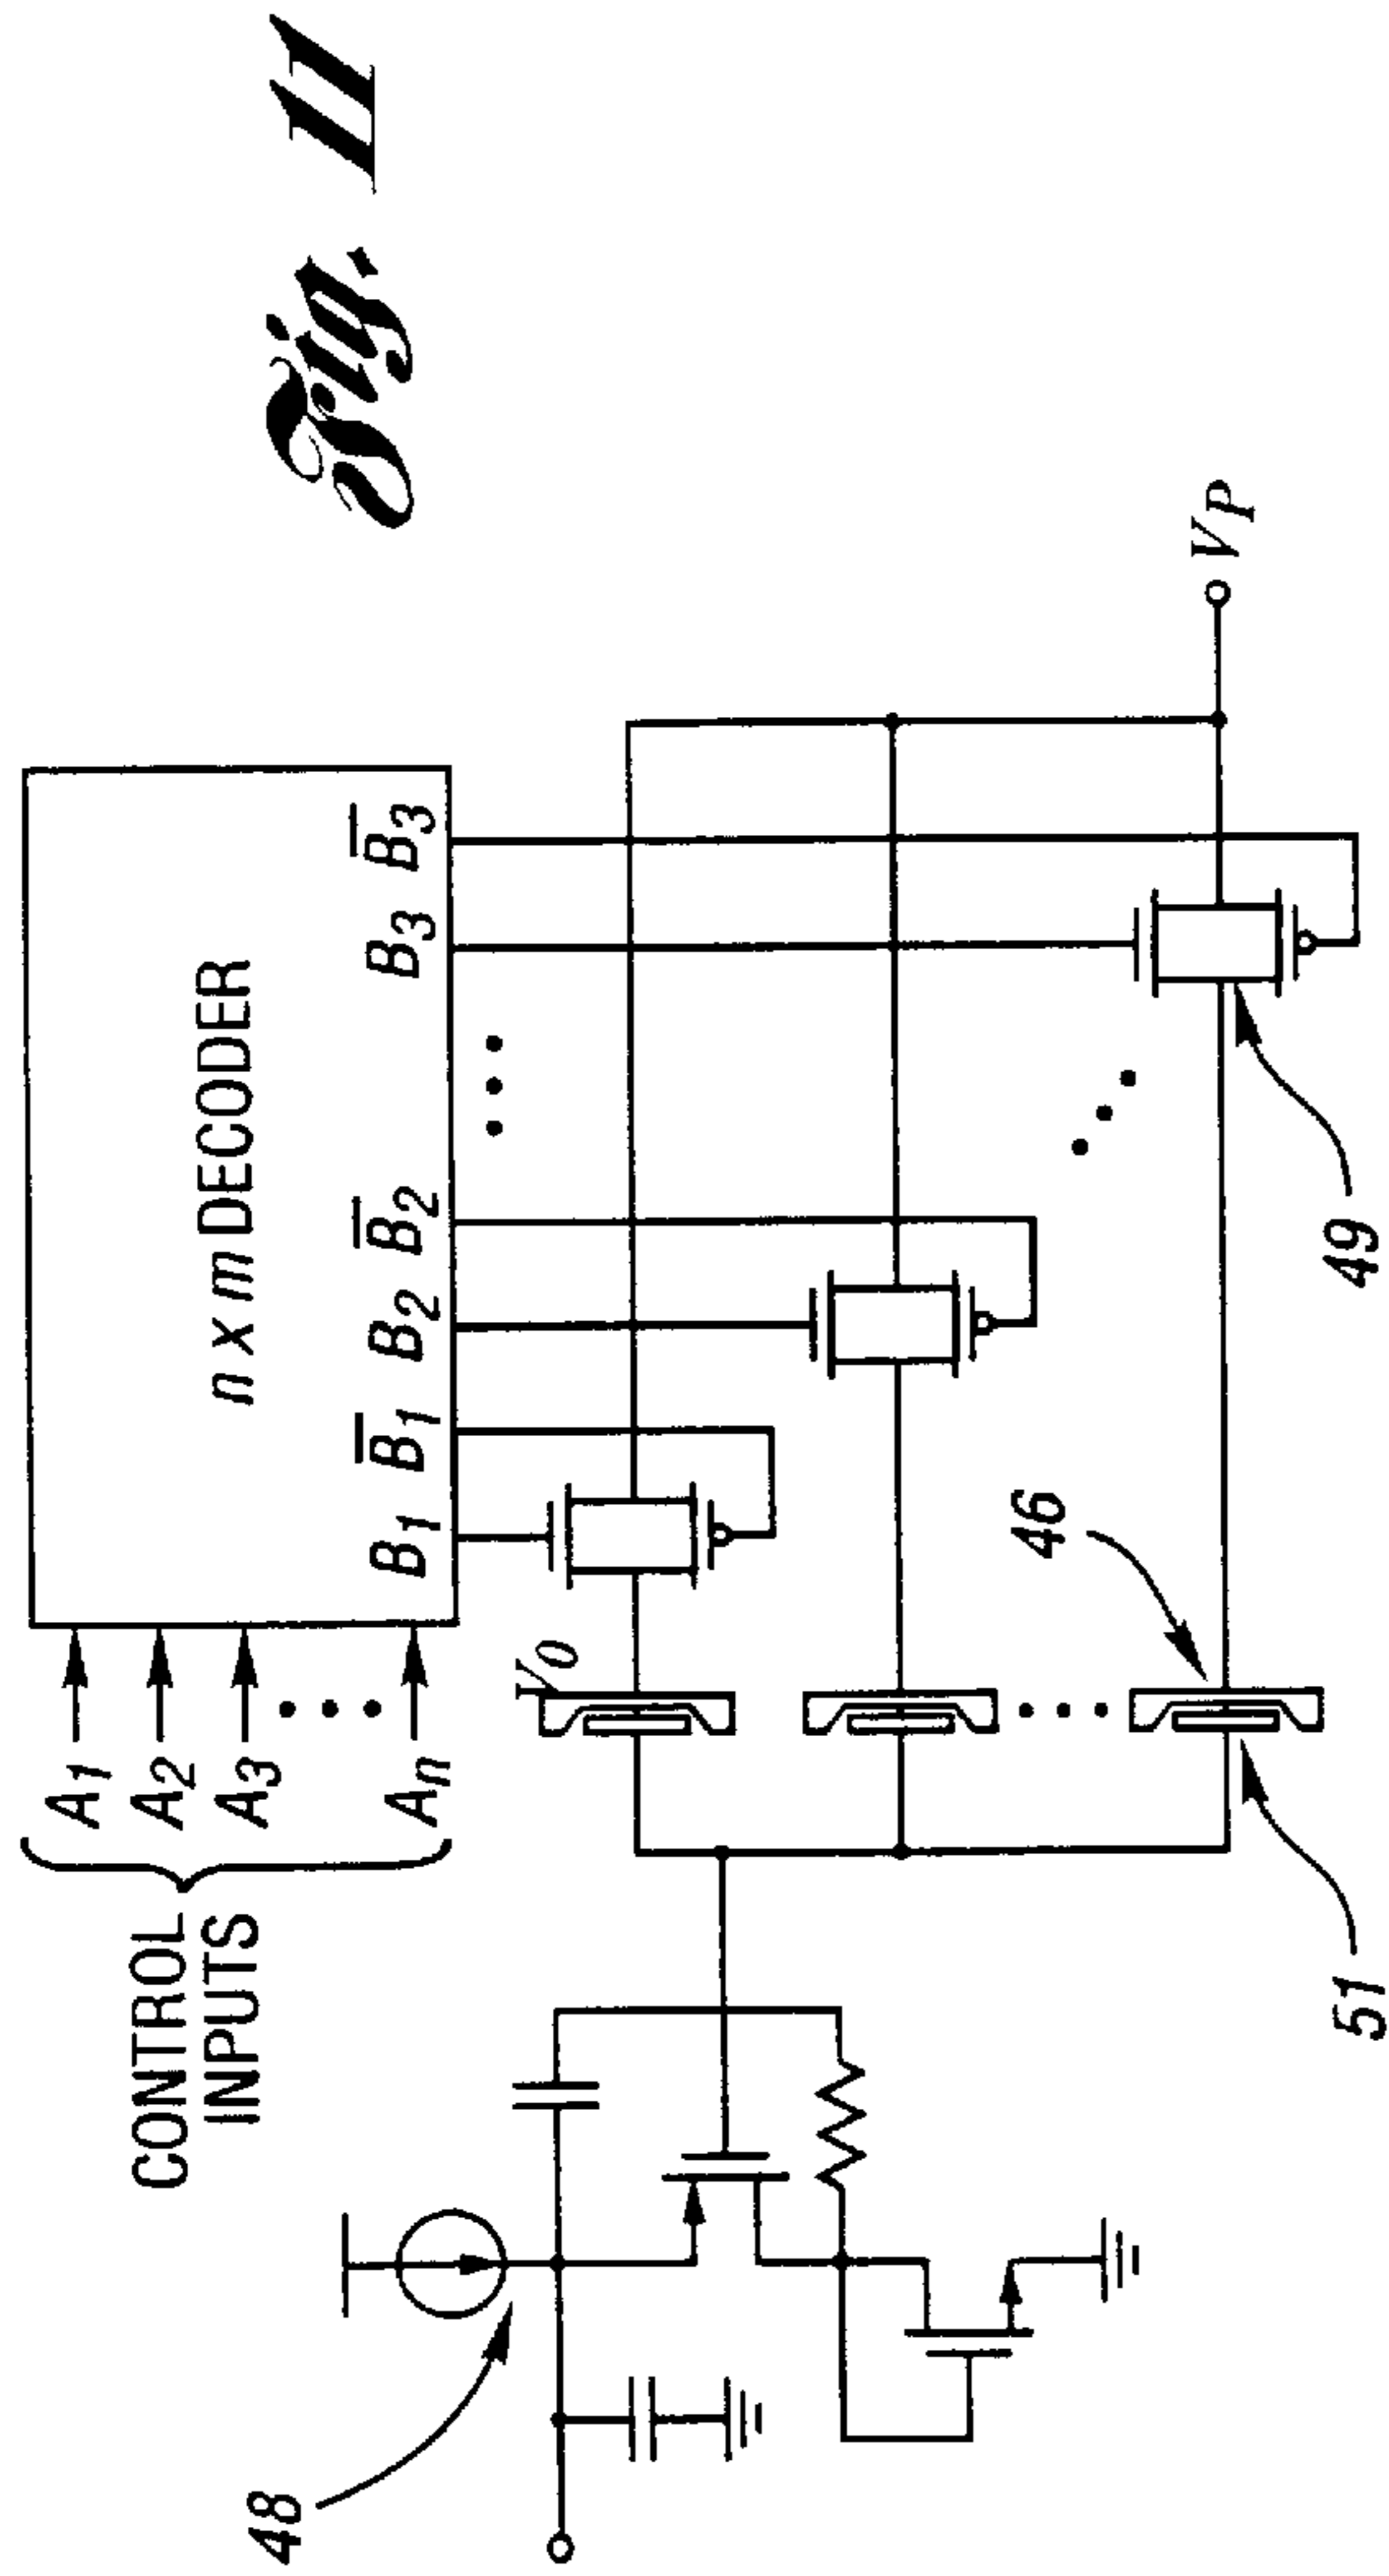 Fig. 11
CONTROL
INPUTS
A1
A2
A3
An
n x m DECODER
B1 B̅1 B2 B̅2 B3 B̅3
V0
VP
48
46
49
51